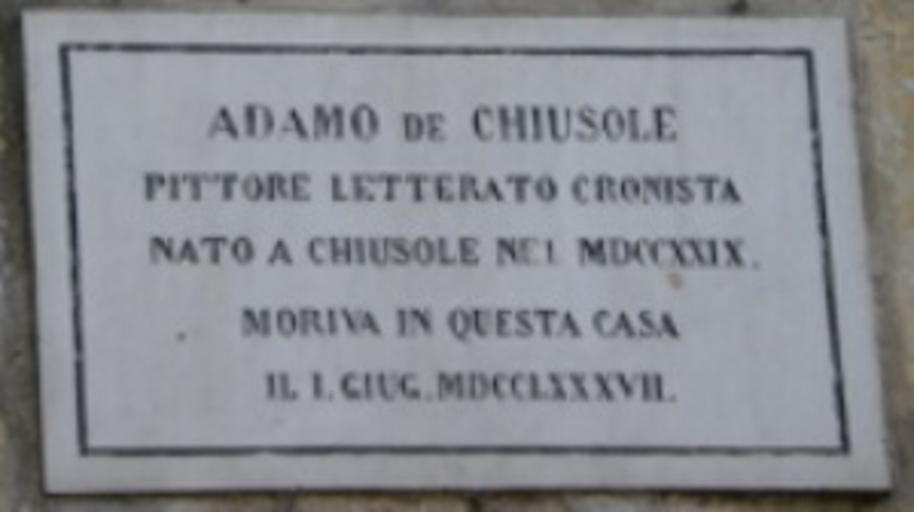 ADAMO DE CHIUSOLE
PITTORE LETTERATO CRONISTA
NATO A CHIUSOLE NEL MDCCXXIX.
MORIVA IN QUESTA CASA
IL I. GIUG. MDCCLXXXVII.